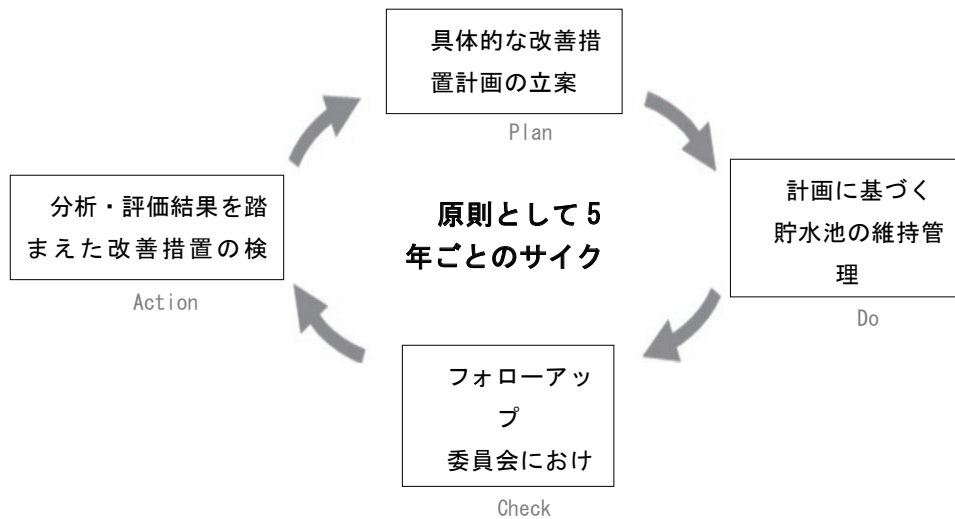 具体的な改善措
置計画の立案
Plan
計画に基づく
貯水池の維持管
理
Do
フォローアッ
プ
委員会におけ
Check
分析・評価結果を踏
まえた改善措置の検
Action
原則として5
年ごとのサイク